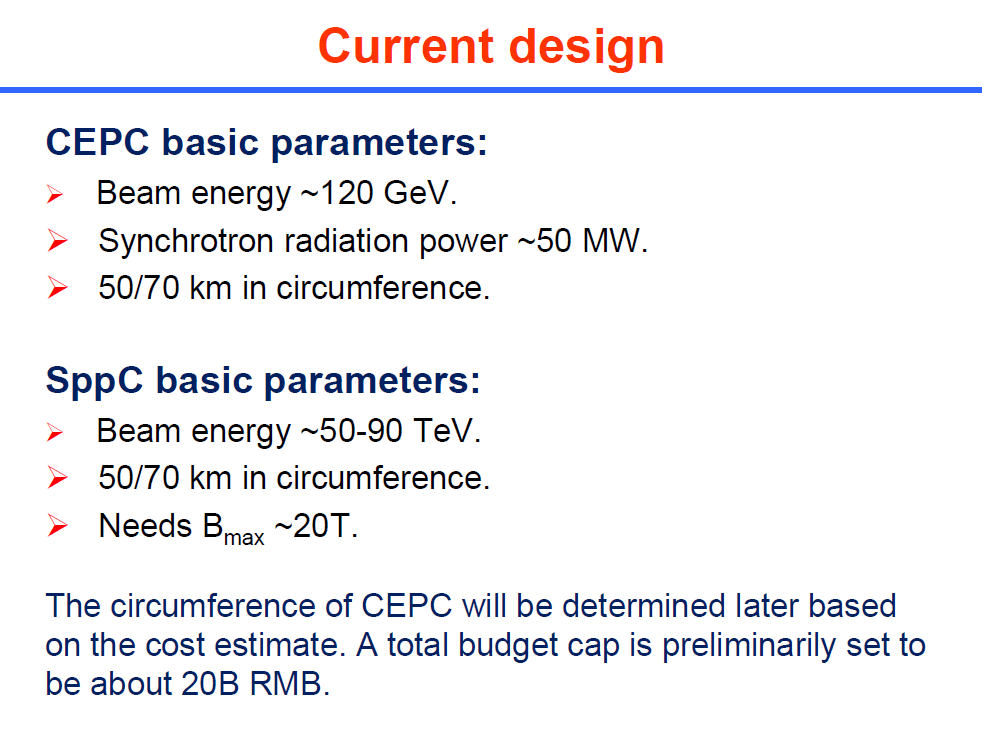 Current design
CEPC basic parameters:
➢ Beam energy ~120 GeV.
➢ Synchrotron radiation power ~50 MW.
➢ 50/70 km in circumference.
SppC basic parameters:
➢ Beam energy ~50-90 TeV.
➢ 50/70 km in circumference.
➢ Needs Bmax ~20T.
The circumference of CEPC will be determined later based
on the cost estimate. A total budget cap is preliminarily set to
be about 20B RMB.